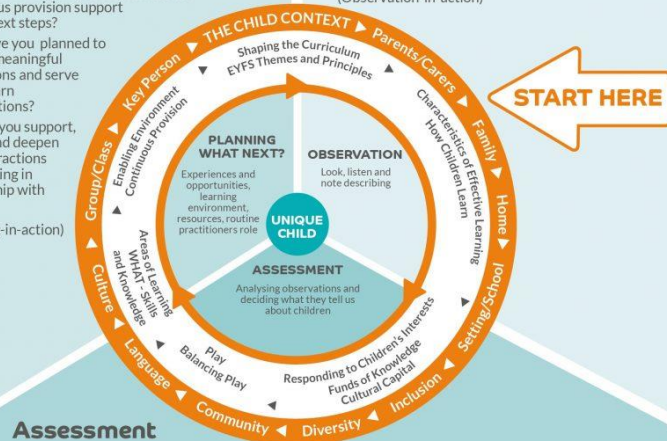 us provision support
ext steps?
ve you planned to
meaningful
ons and serve
urn
tions?
you support,
nd deepen
ractions
ing in
hip with
-in-action)
(Observation-in-action)
START HERE
THE CHILD CONTEXT
Parents/Carers
Family
Home
Setting/School
Inclusion
Diversity
Community
Language
Culture
Group/Class
Key Person
Shaping the Curriculum
EYFS Themes and Principles
Characteristics of Effective Learning
How Children Learn
Responding to Children's Interests
Funds of Knowledge
Cultural Capital
Play
Balancing Play
Areas of Learning
WHAT - Skills
and Knowledge
Enabling Environment
Continuous Provision
PLANNING
WHAT NEXT?
Experiences and
opportunities,
learning
environment,
resources, routine
practitioners role
OBSERVATION
Look, listen and
note describing
UNIQUE
CHILD
ASSESSMENT
Analysing observations and
deciding what they tell us
about children
Assessment